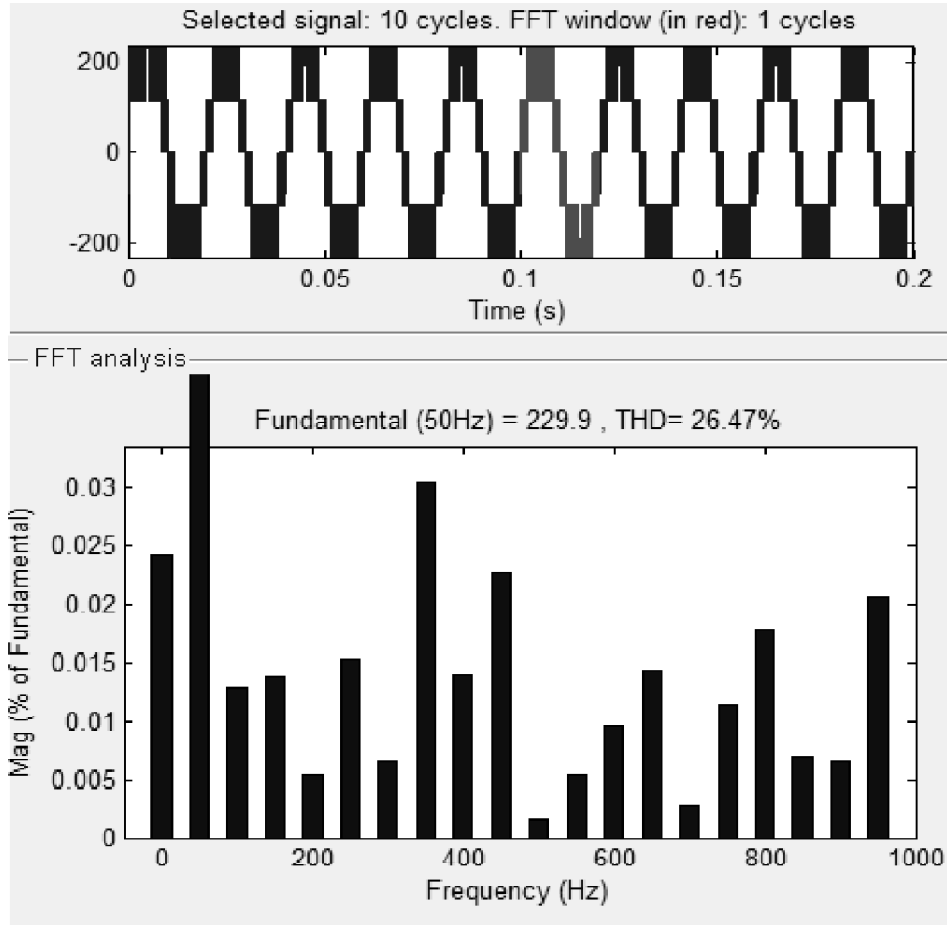 Selected signal: 10 cycles. FFT window (in red): 1 cycles
200
0
-200
0 0.05 0.1 0.15 0.2
Time (s)
FFT analysis
Fundamental (50Hz) = 229.9 , THD= 26.47%
0.03
0.025
0.02
0.015
0.01
0.005
0
Mag (% of Fundamental)
0 200 400 600 800 1000
Frequency (Hz)